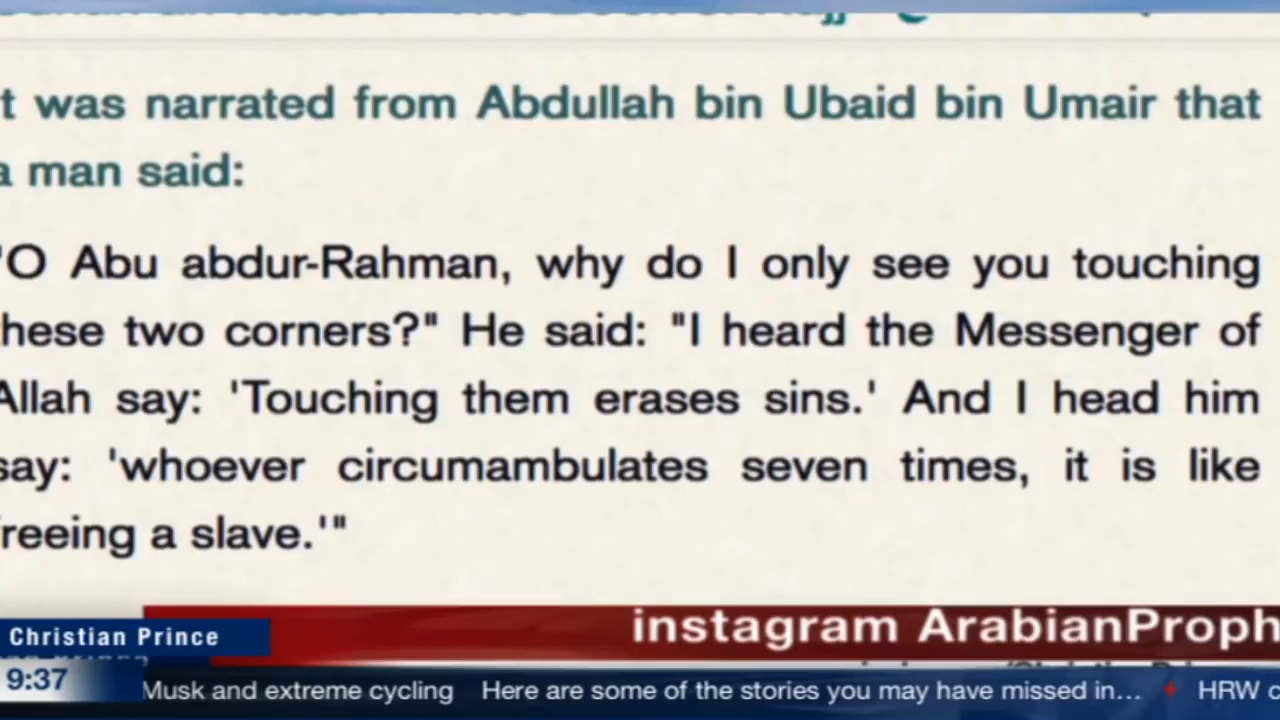 t was narrated from Abdullah bin Ubaid bin Umair that
a man said:
"O Abu abdur-Rahman, why do I only see you touching
hese two corners?" He said: "I heard the Messenger of
Allah say: 'Touching them erases sins.' And I head him
say: 'whoever circumambulates seven times, it is like
freeing a slave.'"
instagram ArabianProph
Christian Prince
9:37
Musk and extreme cycling Here are some of the stories you may have missed in... HRW c